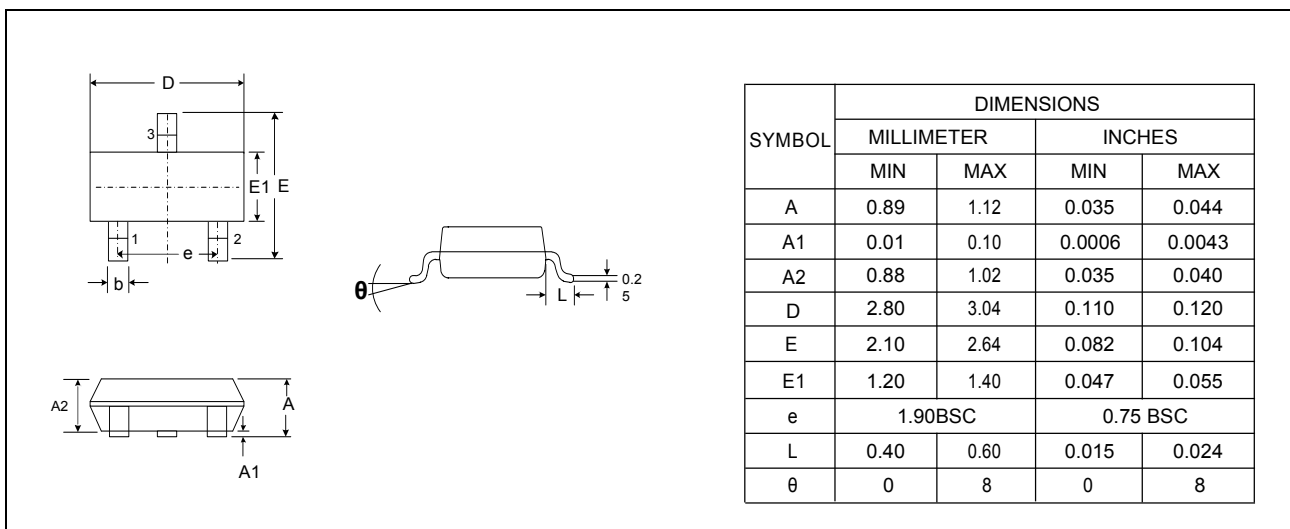 D
3
E1
E
1
2
e
b
θ
L
0.2
5
A2
A
A1
DIMENSIONS
SYMBOL MILLIMETER INCHES
MIN MAX MIN MAX
A 0.89 1.12 0.035 0.044
A1 0.01 0.10 0.0006 0.0043
A2 0.88 1.02 0.035 0.040
D 2.80 3.04 0.110 0.120
E 2.10 2.64 0.082 0.104
E1 1.20 1.40 0.047 0.055
e 1.90BSC 0.75 BSC
L 0.40 0.60 0.015 0.024
θ 0 8 0 8